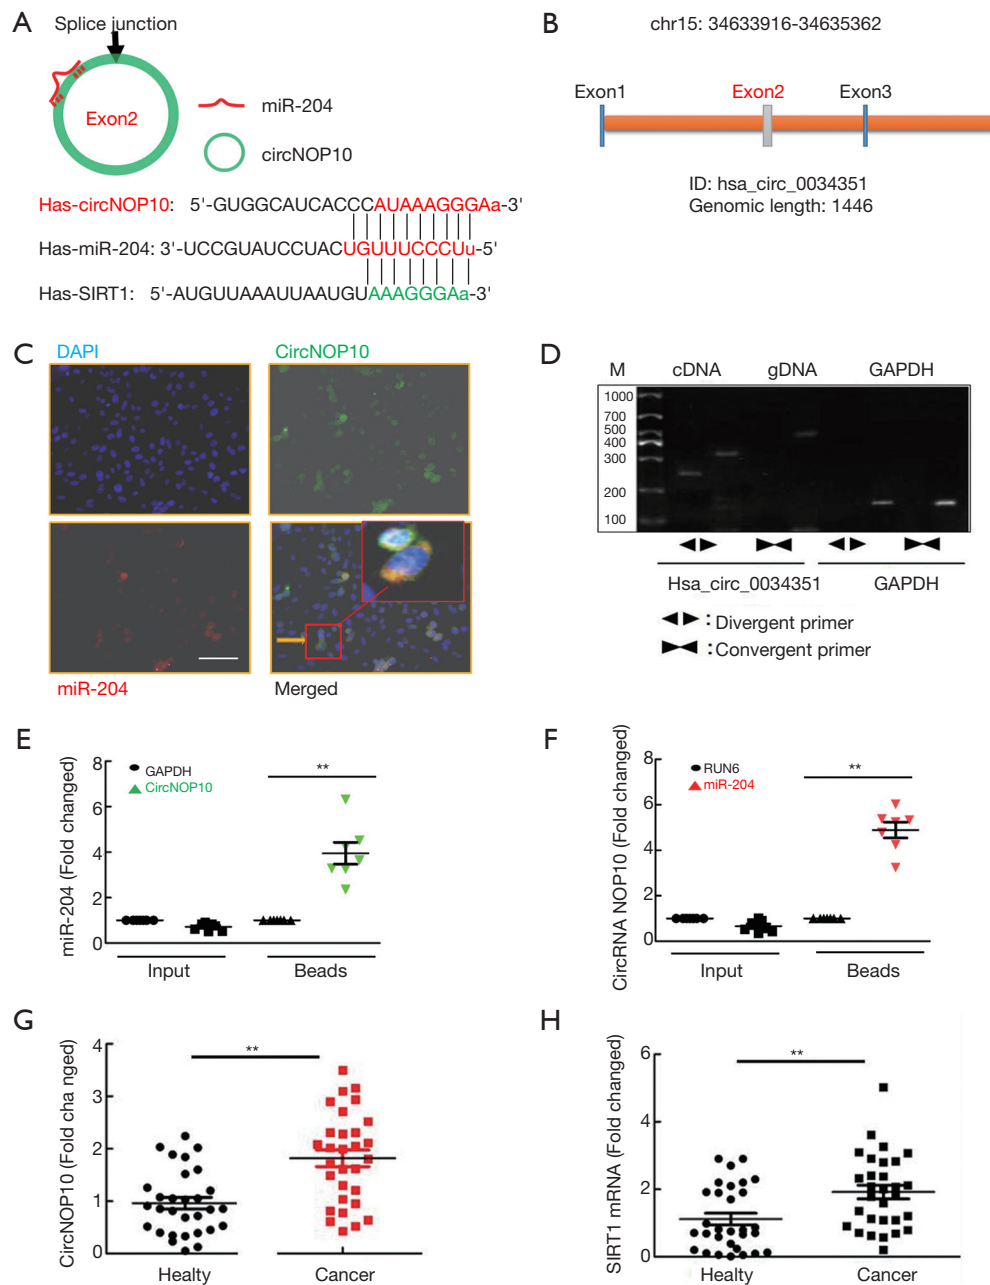 A
Splice junction
Exon2
miR-204
circNOP10
Has-circNOP10: 5'-GUGGCAUCACCCAUAAAGGGAa-3'
Has-miR-204: 3'-UCCGUAUCCUACUGUUUCCCUu-5'
Has-SIRT1: 5'-AUGUUAAAUUAAUGUAAAGGGAa-3'
B
chr15: 34633916-34635362
Exon1 Exon2 Exon3
ID: hsa_circ_0034351
Genomic length: 1446
C
DAPI CircNOP10
miR-204 Merged
D
M cDNA gDNA GAPDH
1000
700
500
400
300
200
100
Hsa_circ_0034351 GAPDH
: Divergent primer
: Convergent primer
E
miR-204 (Fold changed)
8
6
4
2
0
GAPDH
CircNOP10
**
Input Beads
F
CircRNA NOP10 (Fold changed)
8
6
4
2
0
RUN6
miR-204
**
Input Beads
G
CircNOP10 (Fold cha nged)
4
3
2
1
0
**
Healty Cancer
H
SIRT1 mRNA (Fold changed)
6
4
2
0
**
Healty Cancer